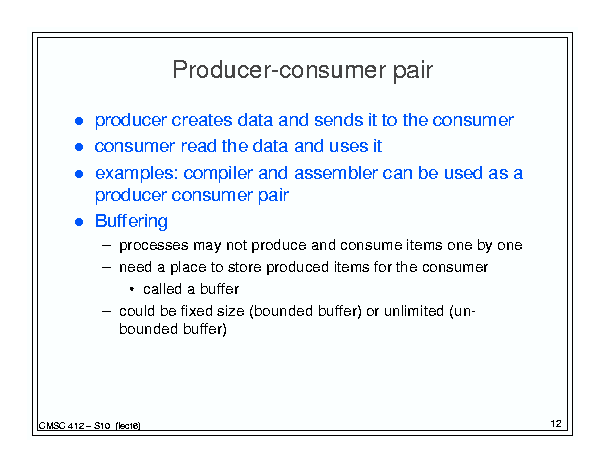 Producer-consumer pair
● producer creates data and sends it to the consumer
● consumer read the data and uses it
● examples: compiler and assembler can be used as a
producer consumer pair
● Buffering
– processes may not produce and consume items one by one
– need a place to store produced items for the consumer
• called a buffer
– could be fixed size (bounded buffer) or unlimited (un-
bounded buffer)
CMSC 412 – S10 (lect6)
12